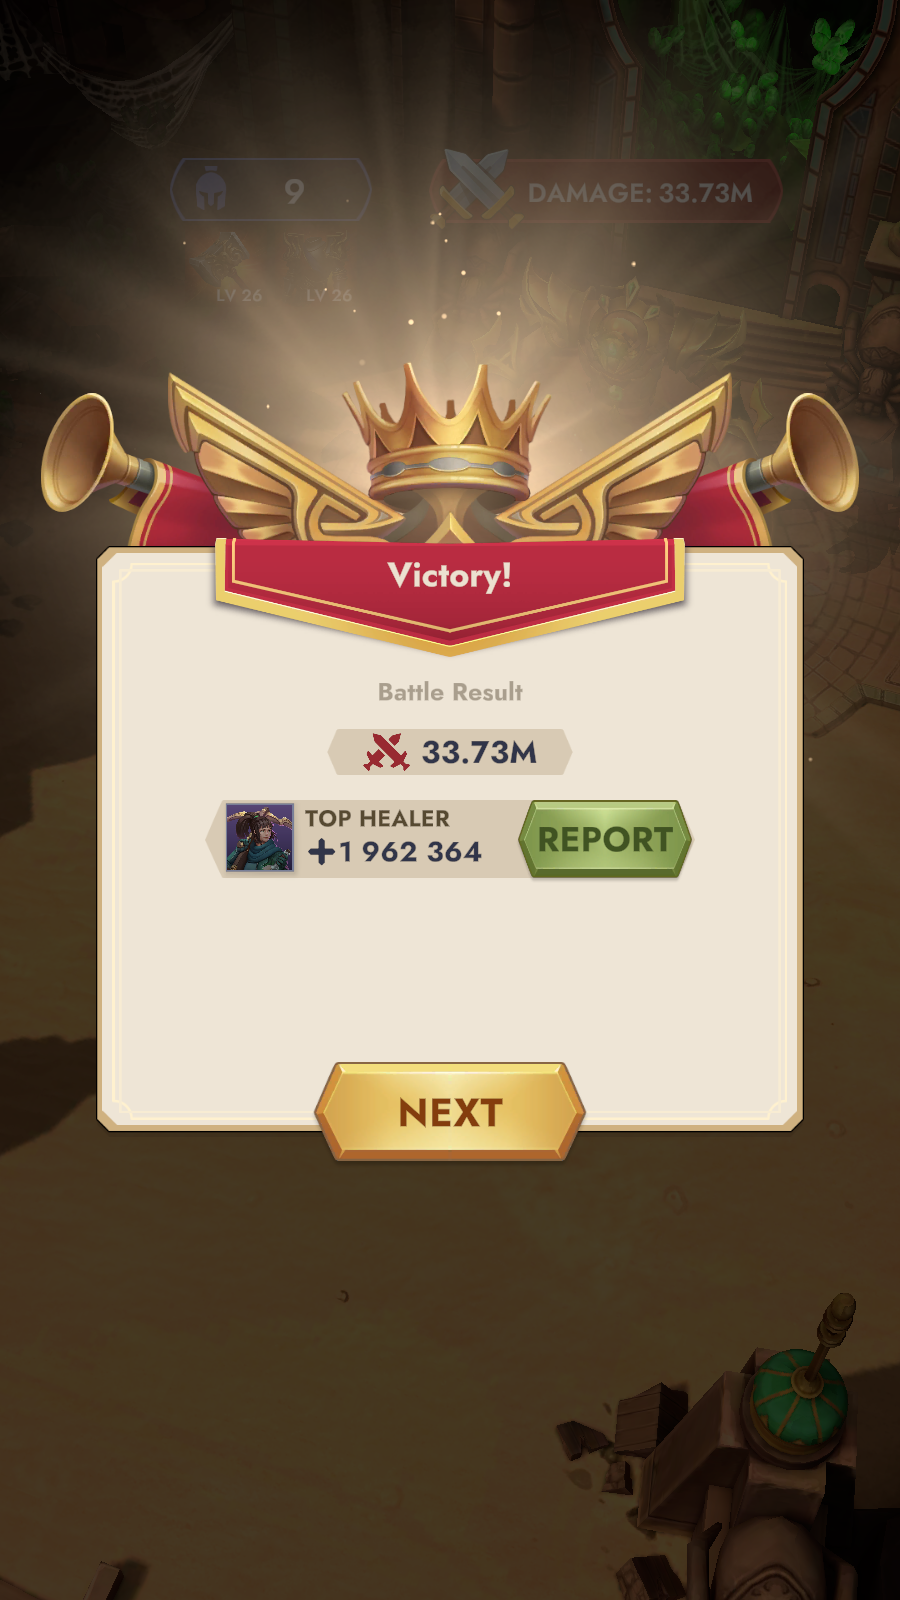 9
DAMAGE: 33.73M
LV 26 LV 26
Victory!
Battle Result
33.73M
TOP HEALER
+1 962 364
REPORT
NEXT